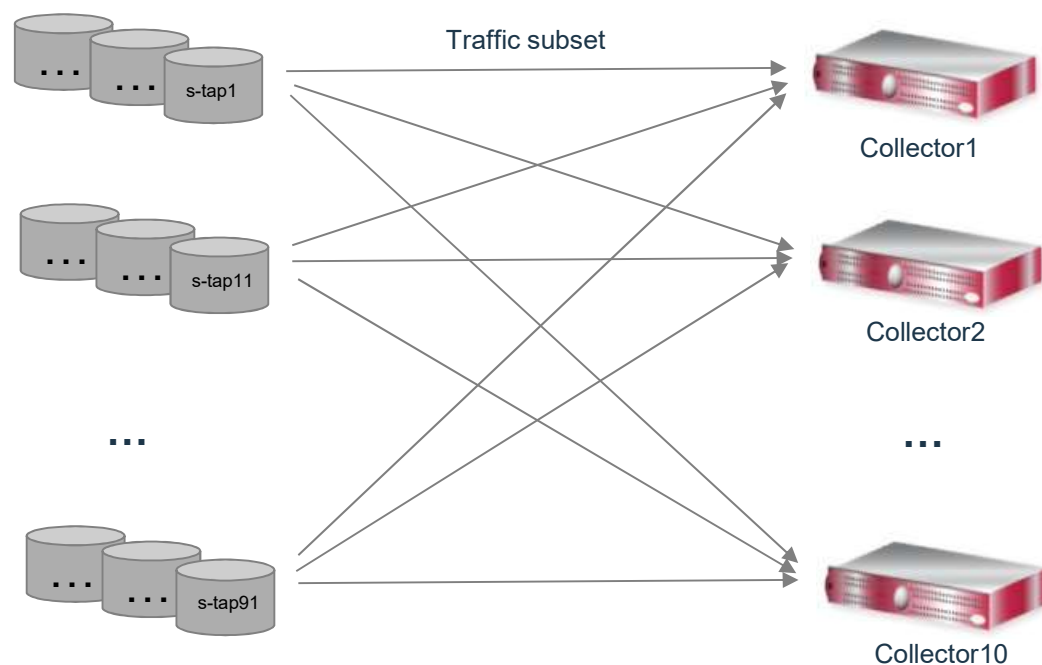 Traffic subset
... ... s-tap1
Collector1
... ... s-tap11
Collector2
... ...
... ... s-tap91
Collector10